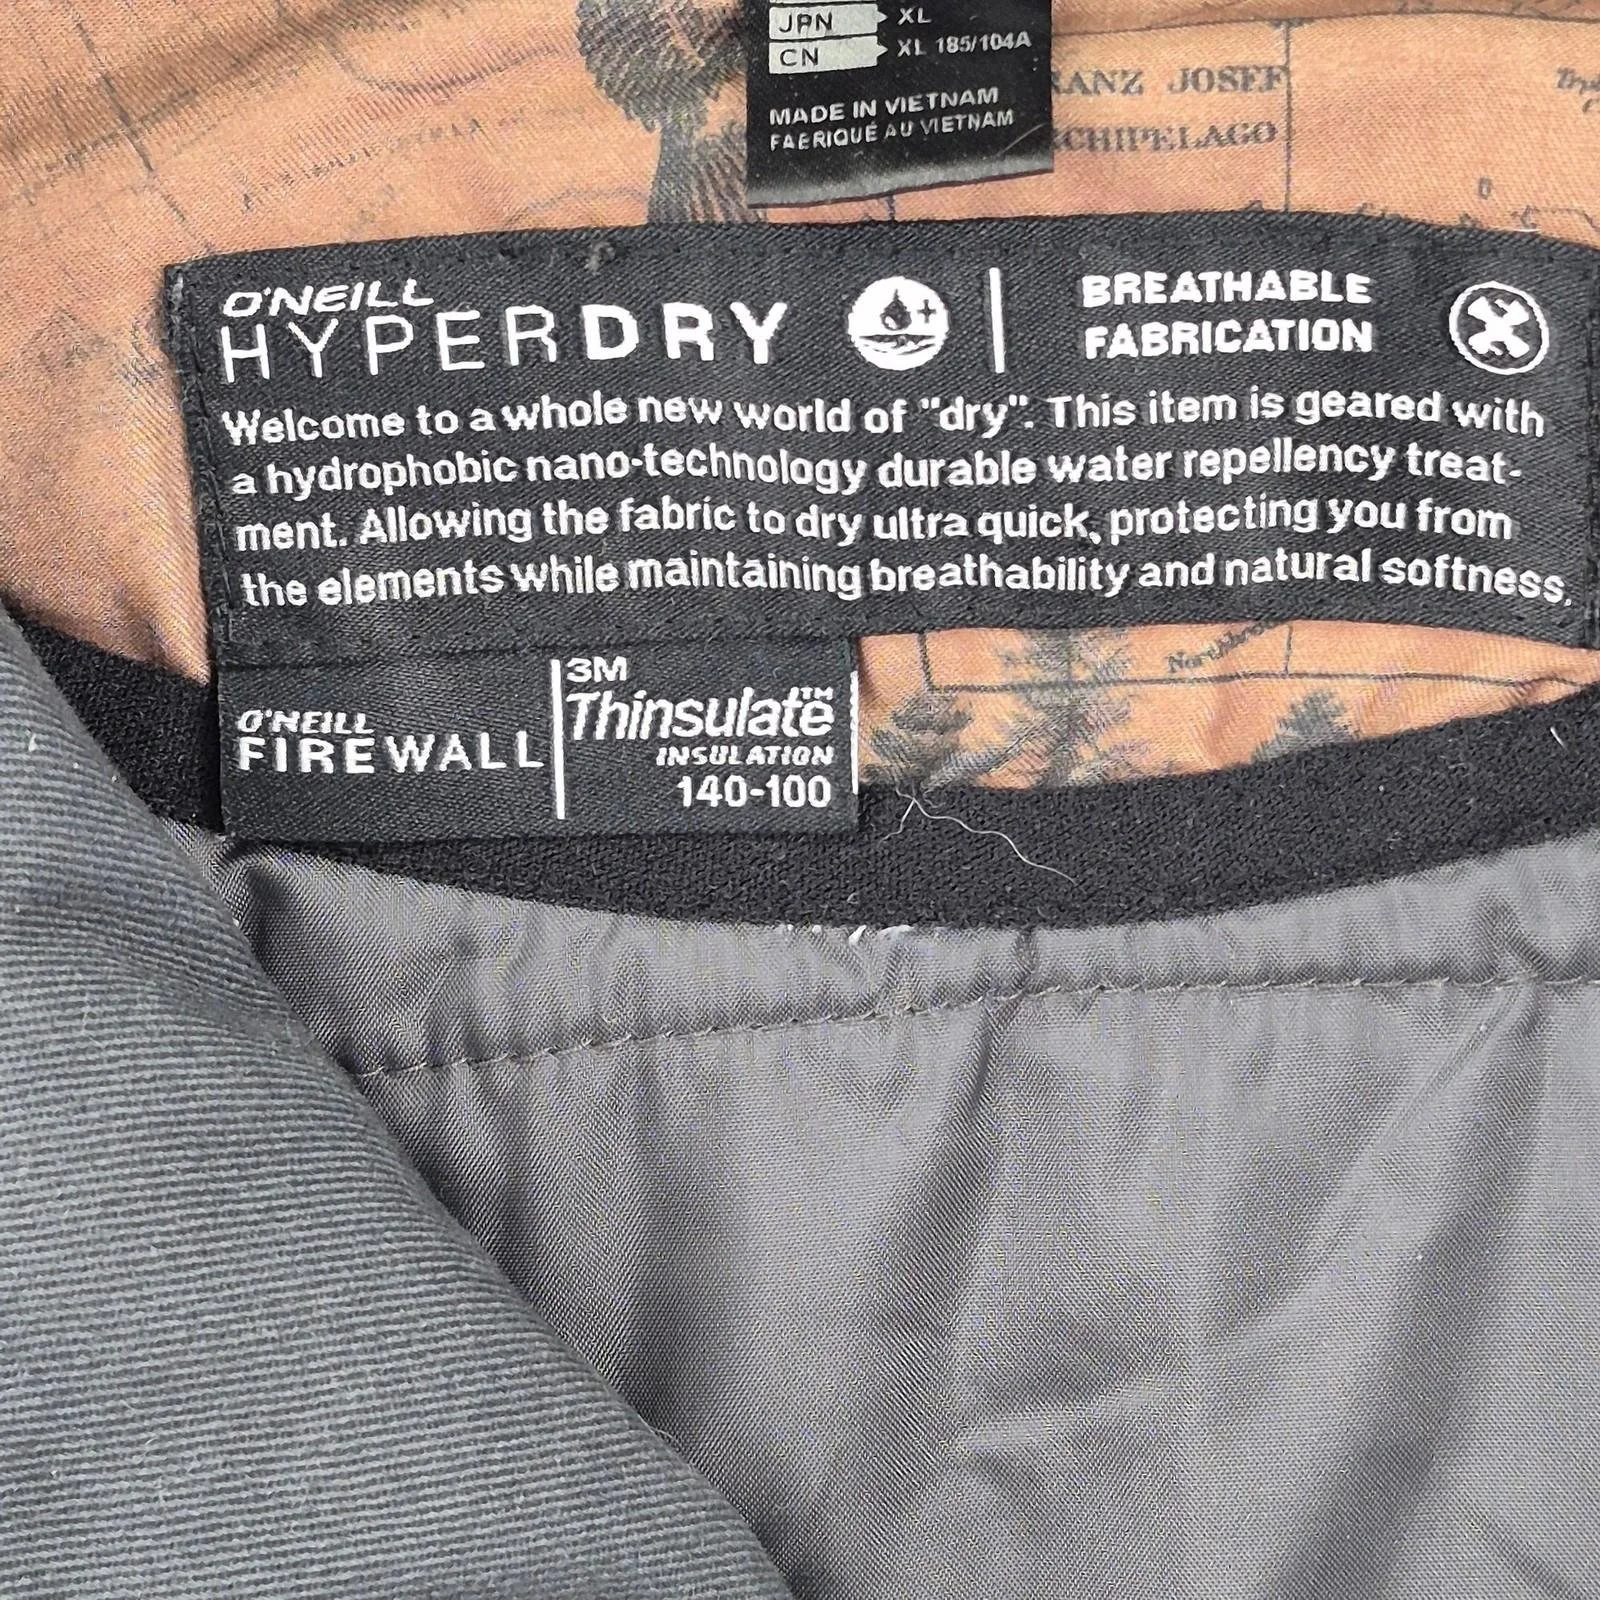 JPN XL
CN XL 185/104A
MADE IN VIETNAM
FABRIQUÉ AU VIETNAM
JOSEF
O'NEILL
HYPERDRY
BREATHABLE
FABRICATION
Welcome to a whole new world of "dry". This item is geared with
a hydrophobic nano-technology durable water repellency treat-
ment. Allowing the fabric to dry ultra quick, protecting you from
the elements while maintaining breathability and natural softness.
O'NEILL
FIREWALL
3M
Thinsulate™
INSULATION
140-100